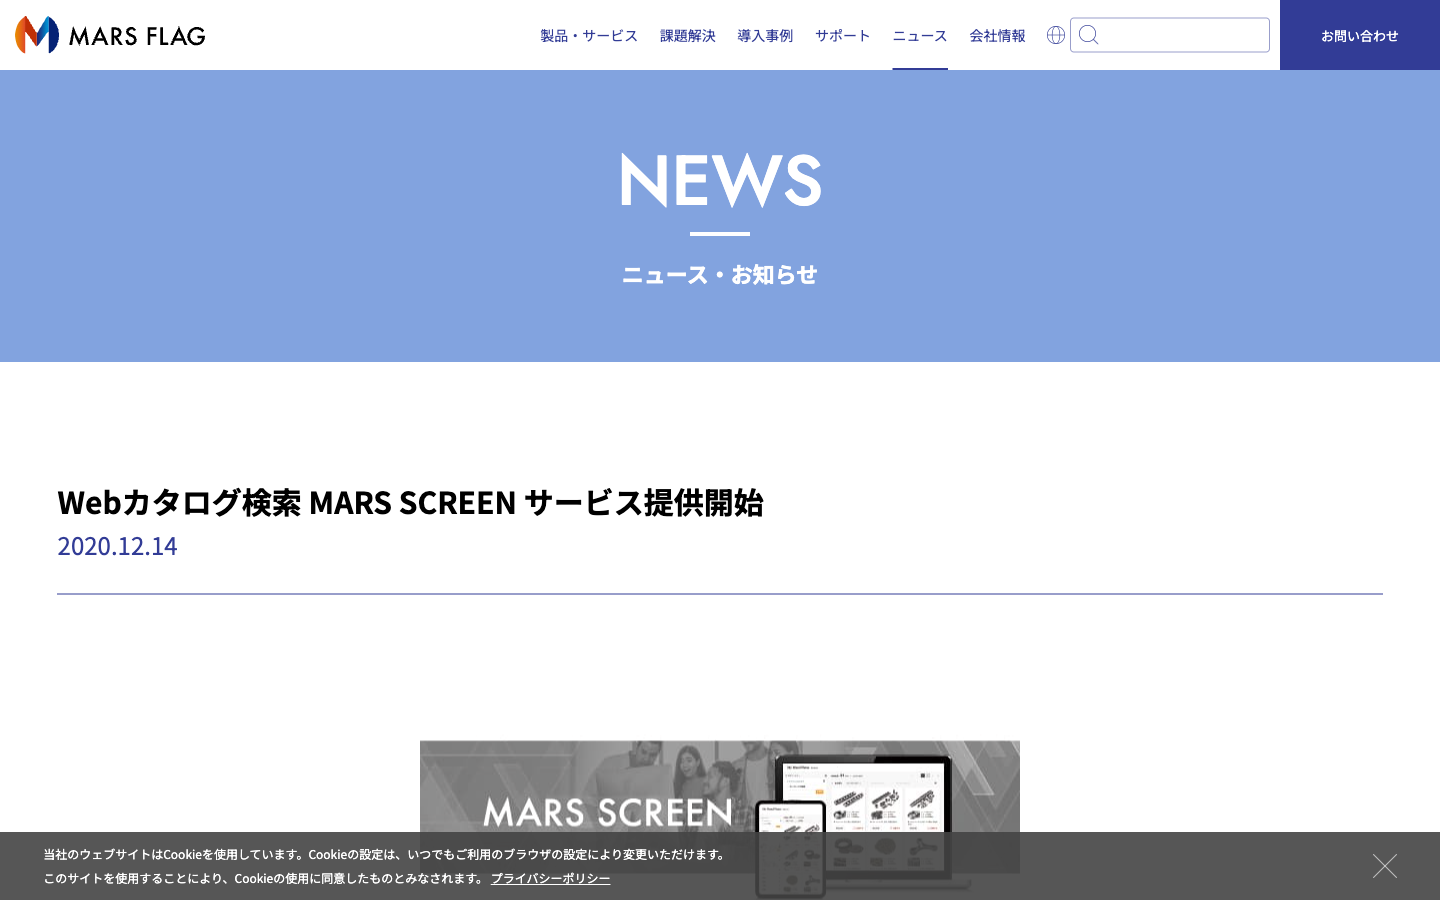 MARS FLAG
製品・サービス 課題解決 導入事例 サポート ニュース 会社情報
お問い合わせ
NEWS
ニュース・お知らせ
Webカタログ検索 MARS SCREEN サービス提供開始
2020.12.14
MARS SCREEN
当社のウェブサイトはCookieを使用しています。Cookieの設定は、いつでもご利用のブラウザの設定により変更いただけます。
このサイトを使用することにより、Cookieの使用に同意したものとみなされます。 プライバシーポリシー